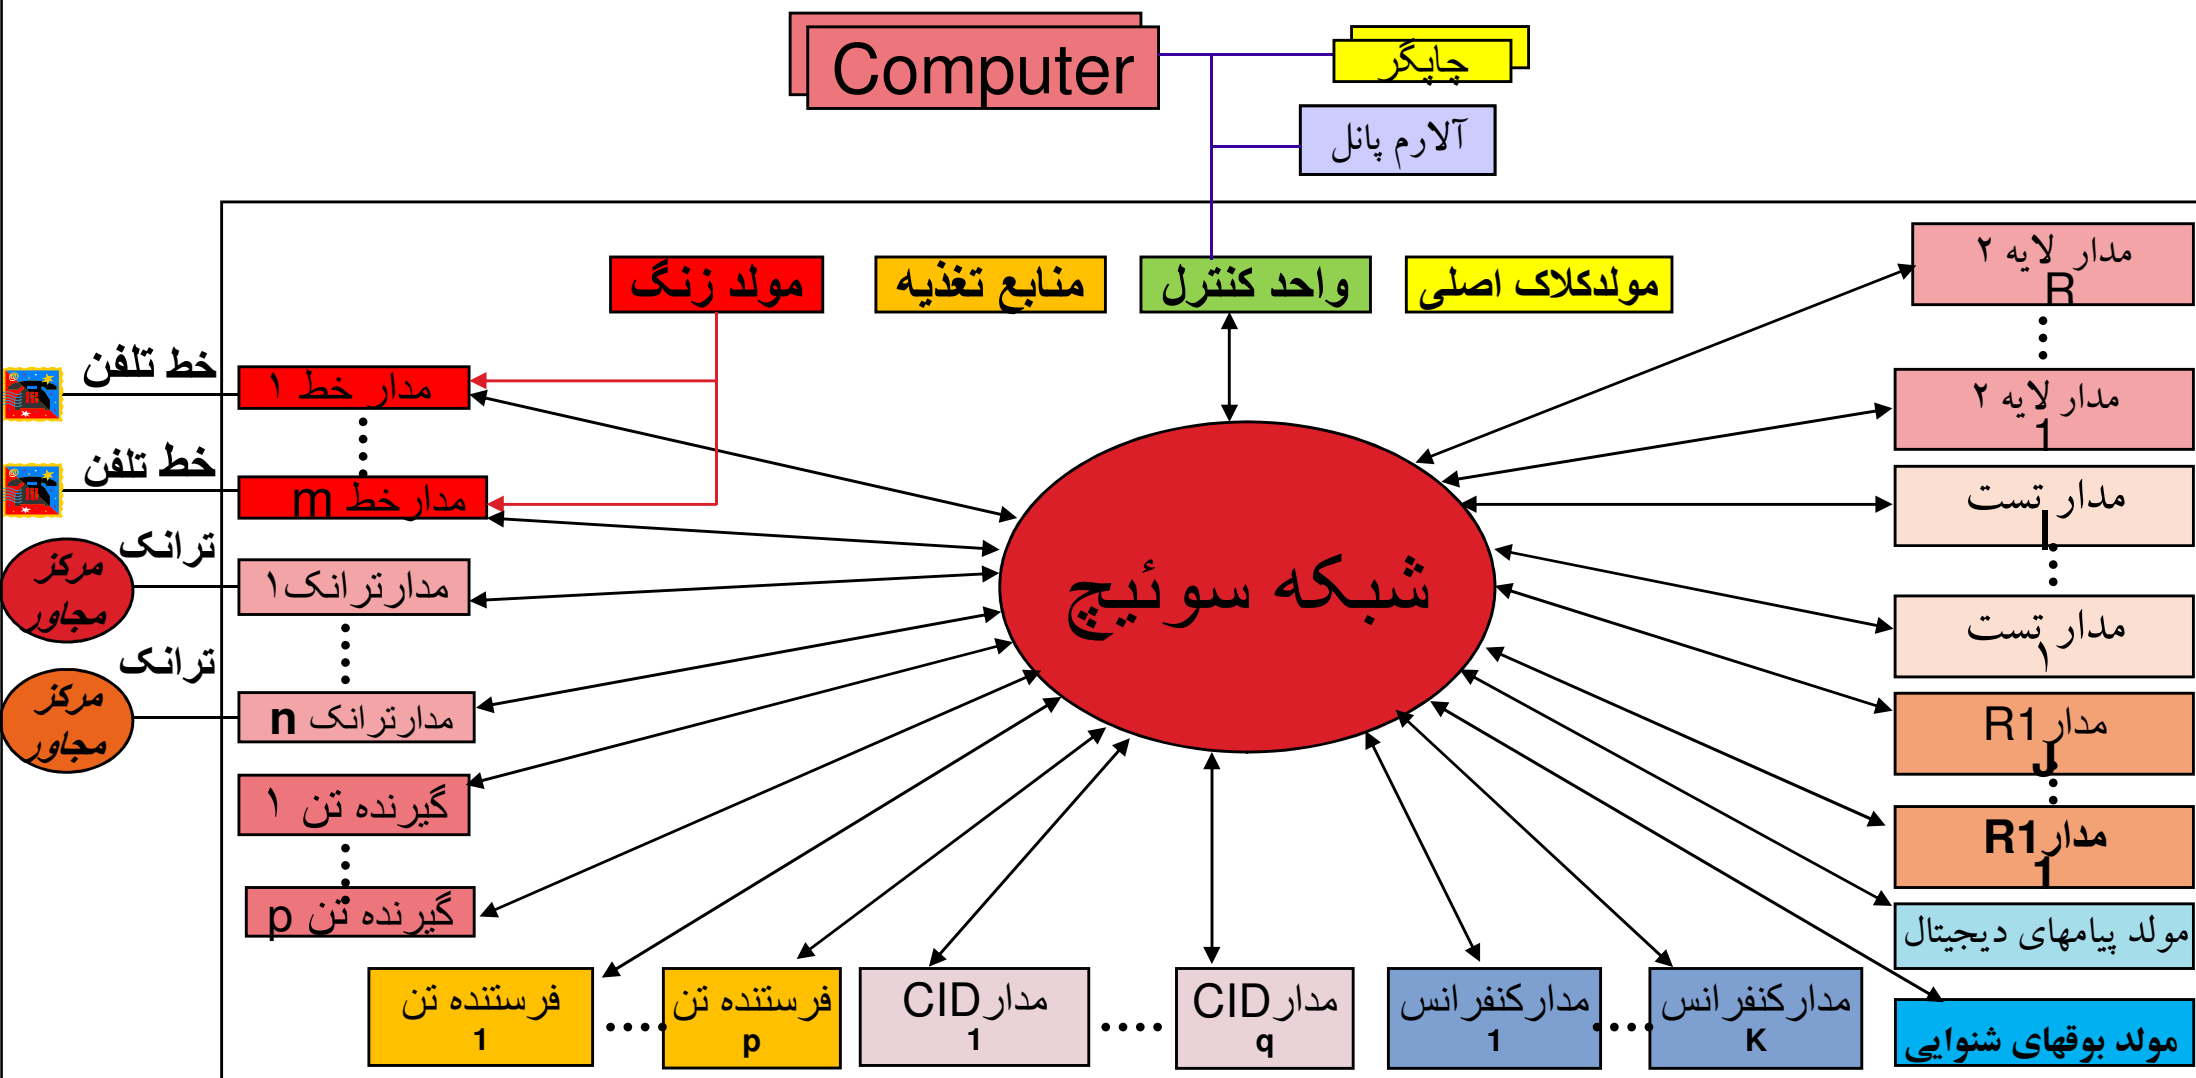 Computer
چاپگر
آلارم پانل
مولد زنگ
منابع تغذیه
واحد کنترل
مولدکلاک اصلی
مدار لایه ۲
R
خط تلفن
مدار خط ۱
مدار لایه ۲
1
خط تلفن
مدارخط m
مدار تست
I
ترانک
مرکز
مجاور
مدارترانک۱
شبکه سوئیچ
مدار تست
۱
ترانک
مرکز
مجاور
مدارترانک n
مدارR1
J
گیرنده تن ۱
مدارR1
1
گیرنده تن p
مولد پیامهای دیجیتال
فرستنده تن
1
فرستنده تن
p
مدارCID
1
مدارCID
q
مدارکنفرانس
1
مدارکنفرانس
K
مولد بوقهای شنوایی